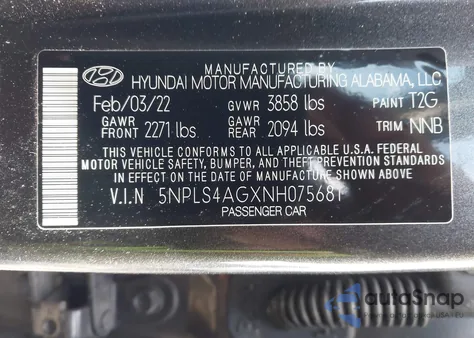 MANUFACTURED BY
HYUNDAI MOTOR MANUFACTURING ALABAMA, LLC
Feb/03/22 GVWR 3858 lbs PAINT T2G
GAWR FRONT 2271 lbs. GAWR REAR 2094 lbs TRIM NNB
THIS VEHICLE CONFORMS TO ALL APPLICABLE U.S.A FEDERAL
MOTOR VEHICLE SAFETY, BUMPER, AND THEFT PREVENTION STANDARDS
IN EFFECT ON THE DATE OF MANUFACTURE SHOWN ABOVE.
V.I.N 5NPLS4AGXNH075681
PASSENGER CAR
autoSnap